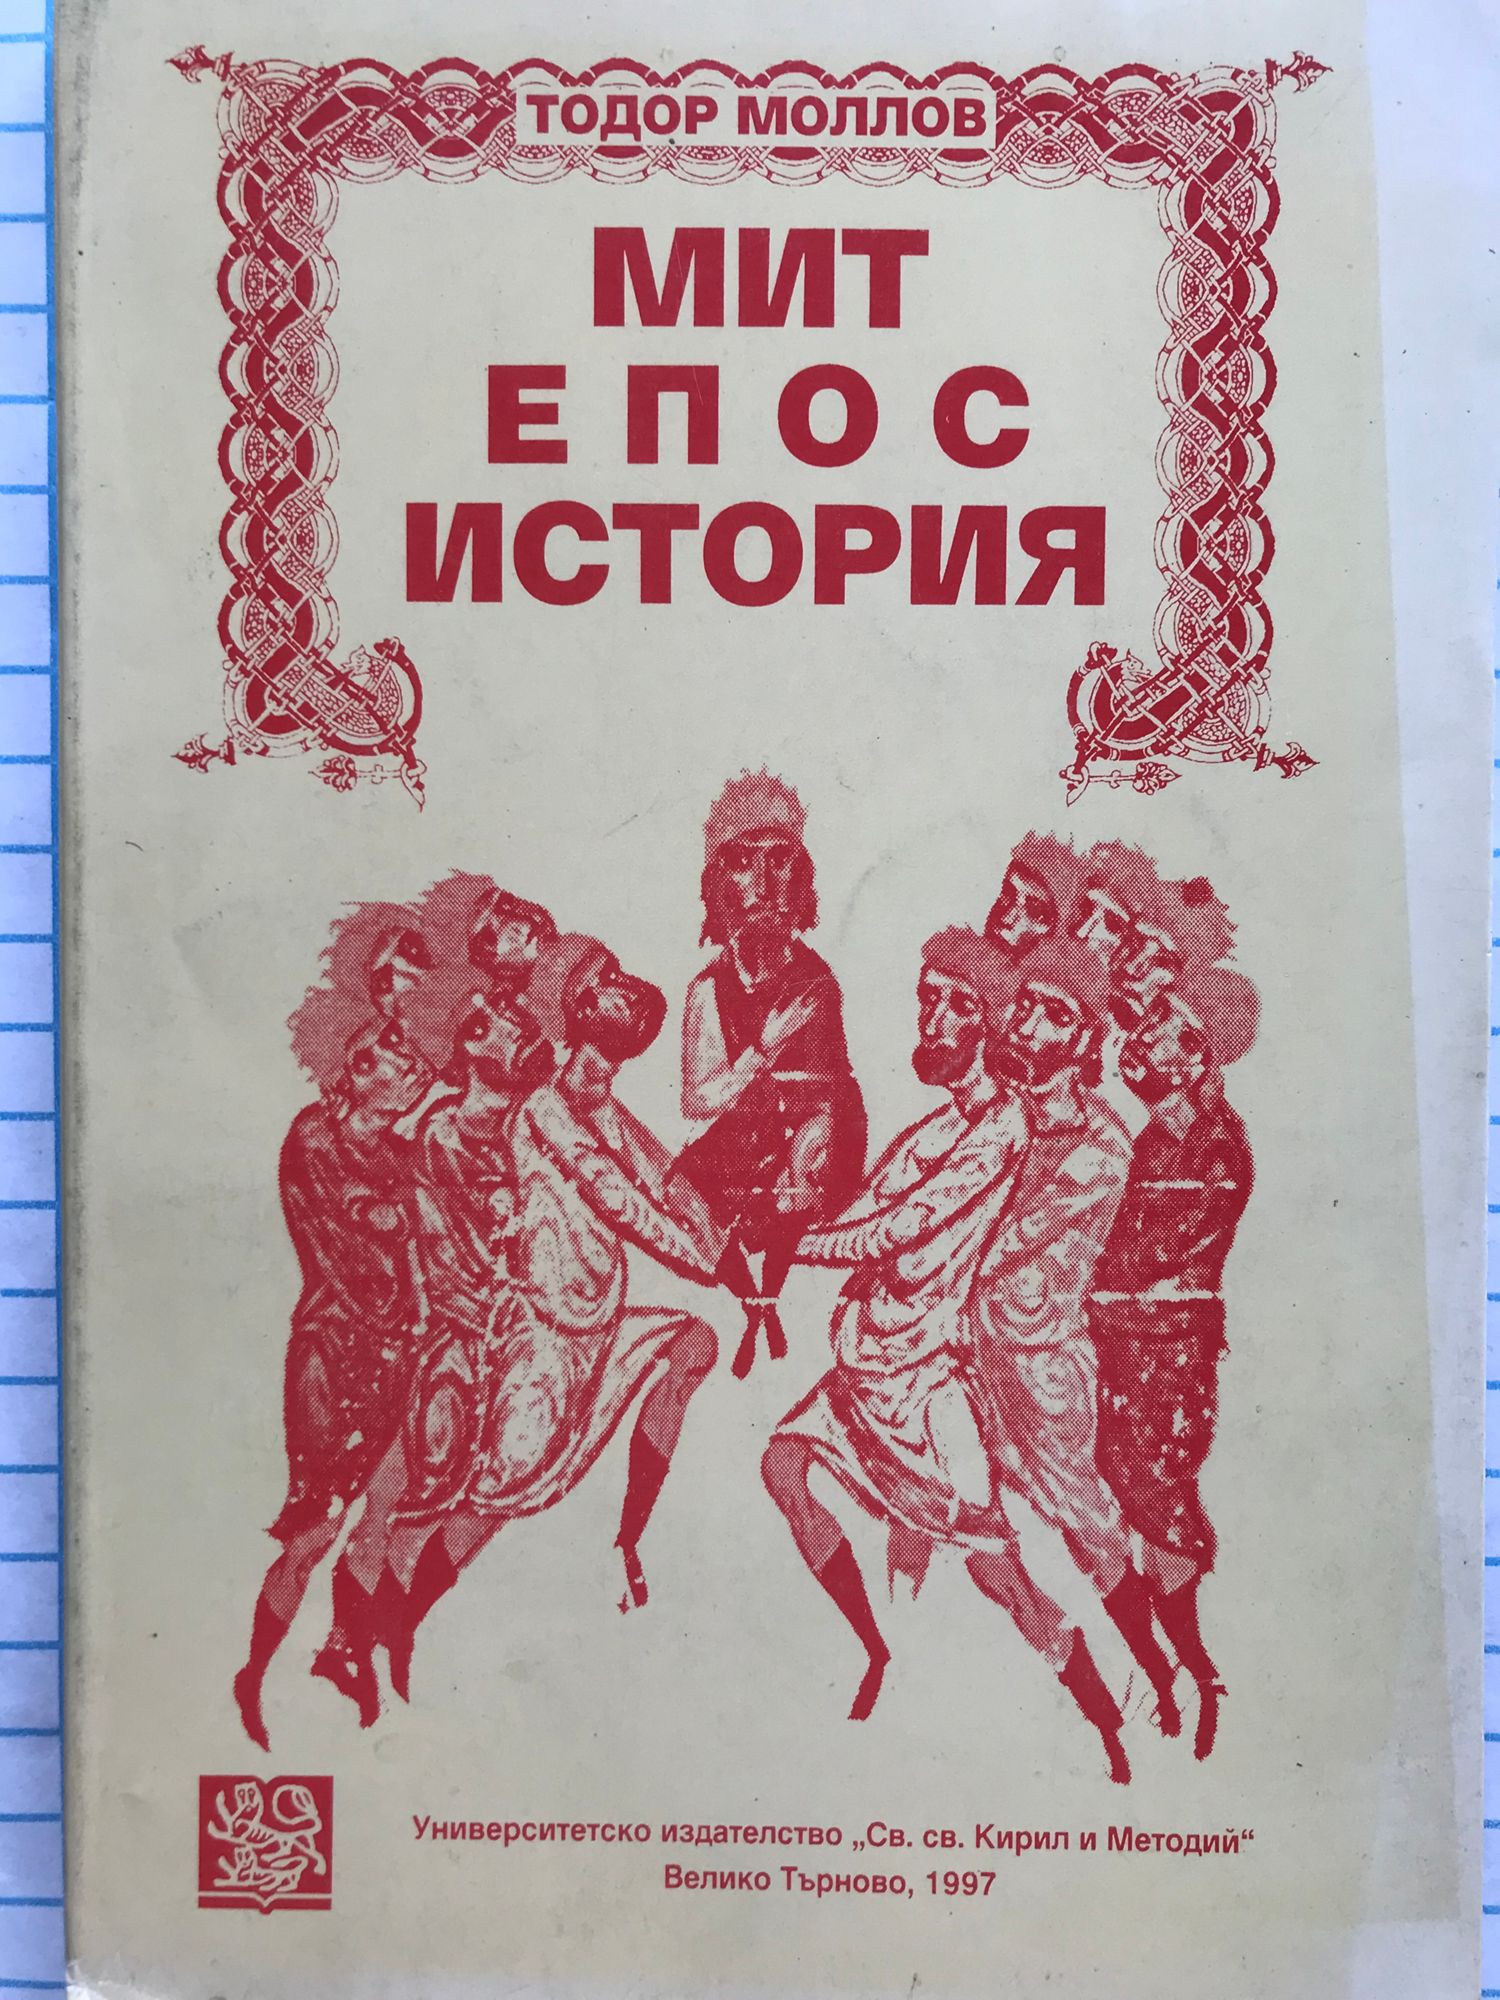 ТОДОР МОЛЛОВ
МИТ
ЕПОС
ИСТОРИЯ
Университетско издателство „Св. св. Кирил и Методий“
Велико Търново, 1997